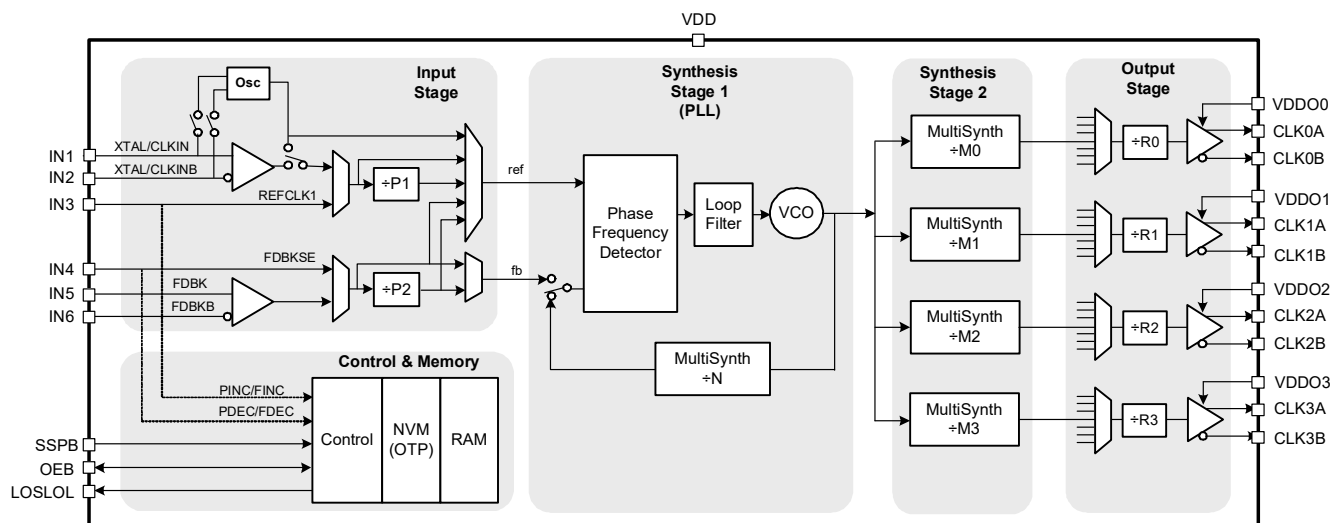 VDD
Input
Stage
Osc
XTAL/CLKIN
XTAL/CLKINB
REFCLK1
÷P1
FDBKSE
FDBK
FDBKB
÷P2
IN1
IN2
IN3
IN4
IN5
IN6
ref
fb
Synthesis
Stage 1
(PLL)
Phase
Frequency
Detector
Loop
Filter
VCO
MultiSynth
÷N
Synthesis
Stage 2
MultiSynth
÷M0
MultiSynth
÷M1
MultiSynth
÷M2
MultiSynth
÷M3
Output
Stage
÷R0
÷R1
÷R2
÷R3
VDDO0
CLK0A
CLK0B
VDDO1
CLK1A
CLK1B
VDDO2
CLK2A
CLK2B
VDDO3
CLK3A
CLK3B
Control & Memory
PINC/FINC
PDEC/FDEC
Control
NVM
(OTP)
RAM
SSPB
OEB
LOSLOL